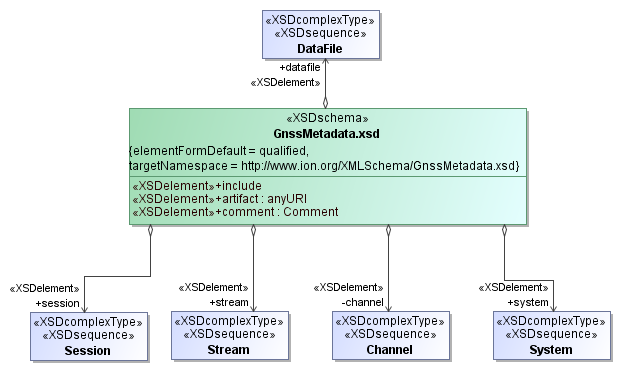 «XSDcomplexType»
«XSDsequence»
DataFile
+datafile
«XSDelement»
«XSDschema»
GnssMetadata.xsd
{elementFormDefault = qualified,
targetNamespace = http://www.ion.org/XMLSchema/GnssMetadata.xsd}
«XSDelement»+include
«XSDelement»+artifact : anyURI
«XSDelement»+comment : Comment
«XSDelement» «XSDelement» «XSDelement» «XSDelement»
+session +stream -channel +system
«XSDcomplexType» «XSDcomplexType» «XSDcomplexType» «XSDcomplexType»
«XSDsequence» «XSDsequence» «XSDsequence» «XSDsequence»
Session Stream Channel System